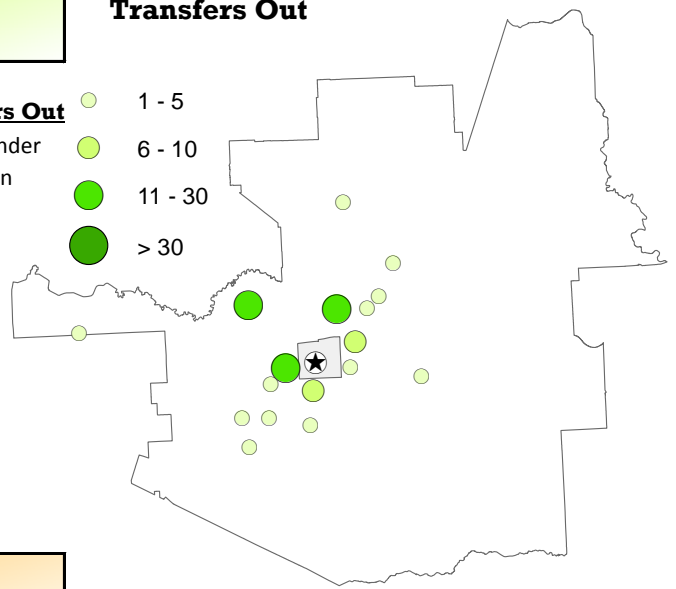 Transfers Out
rs Out
nder
n
1 - 5
6 - 10
11 - 30
> 30